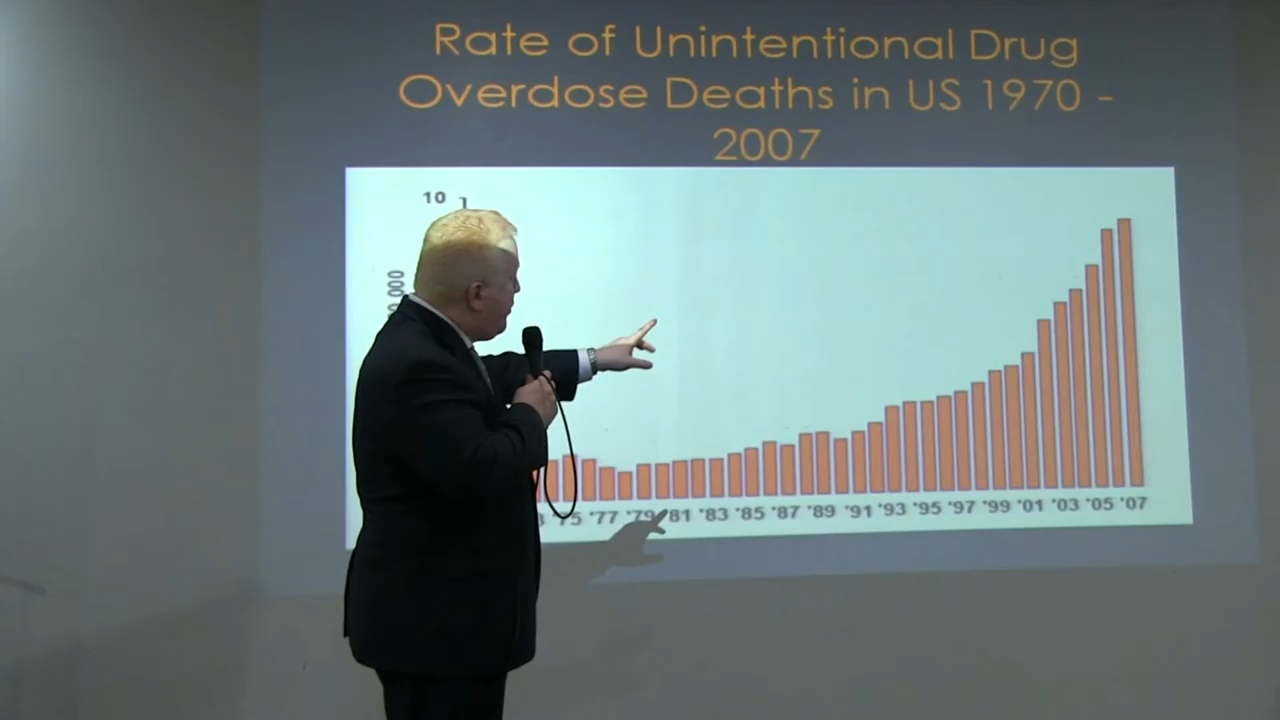 Rate of Unintentional Drug
Overdose Deaths in US 1970 -
2007
10
'75 '77 '79 '81 '83 '85 '87 '89 '91 '93 '95 '97 '99 '01 '03 '05 '07